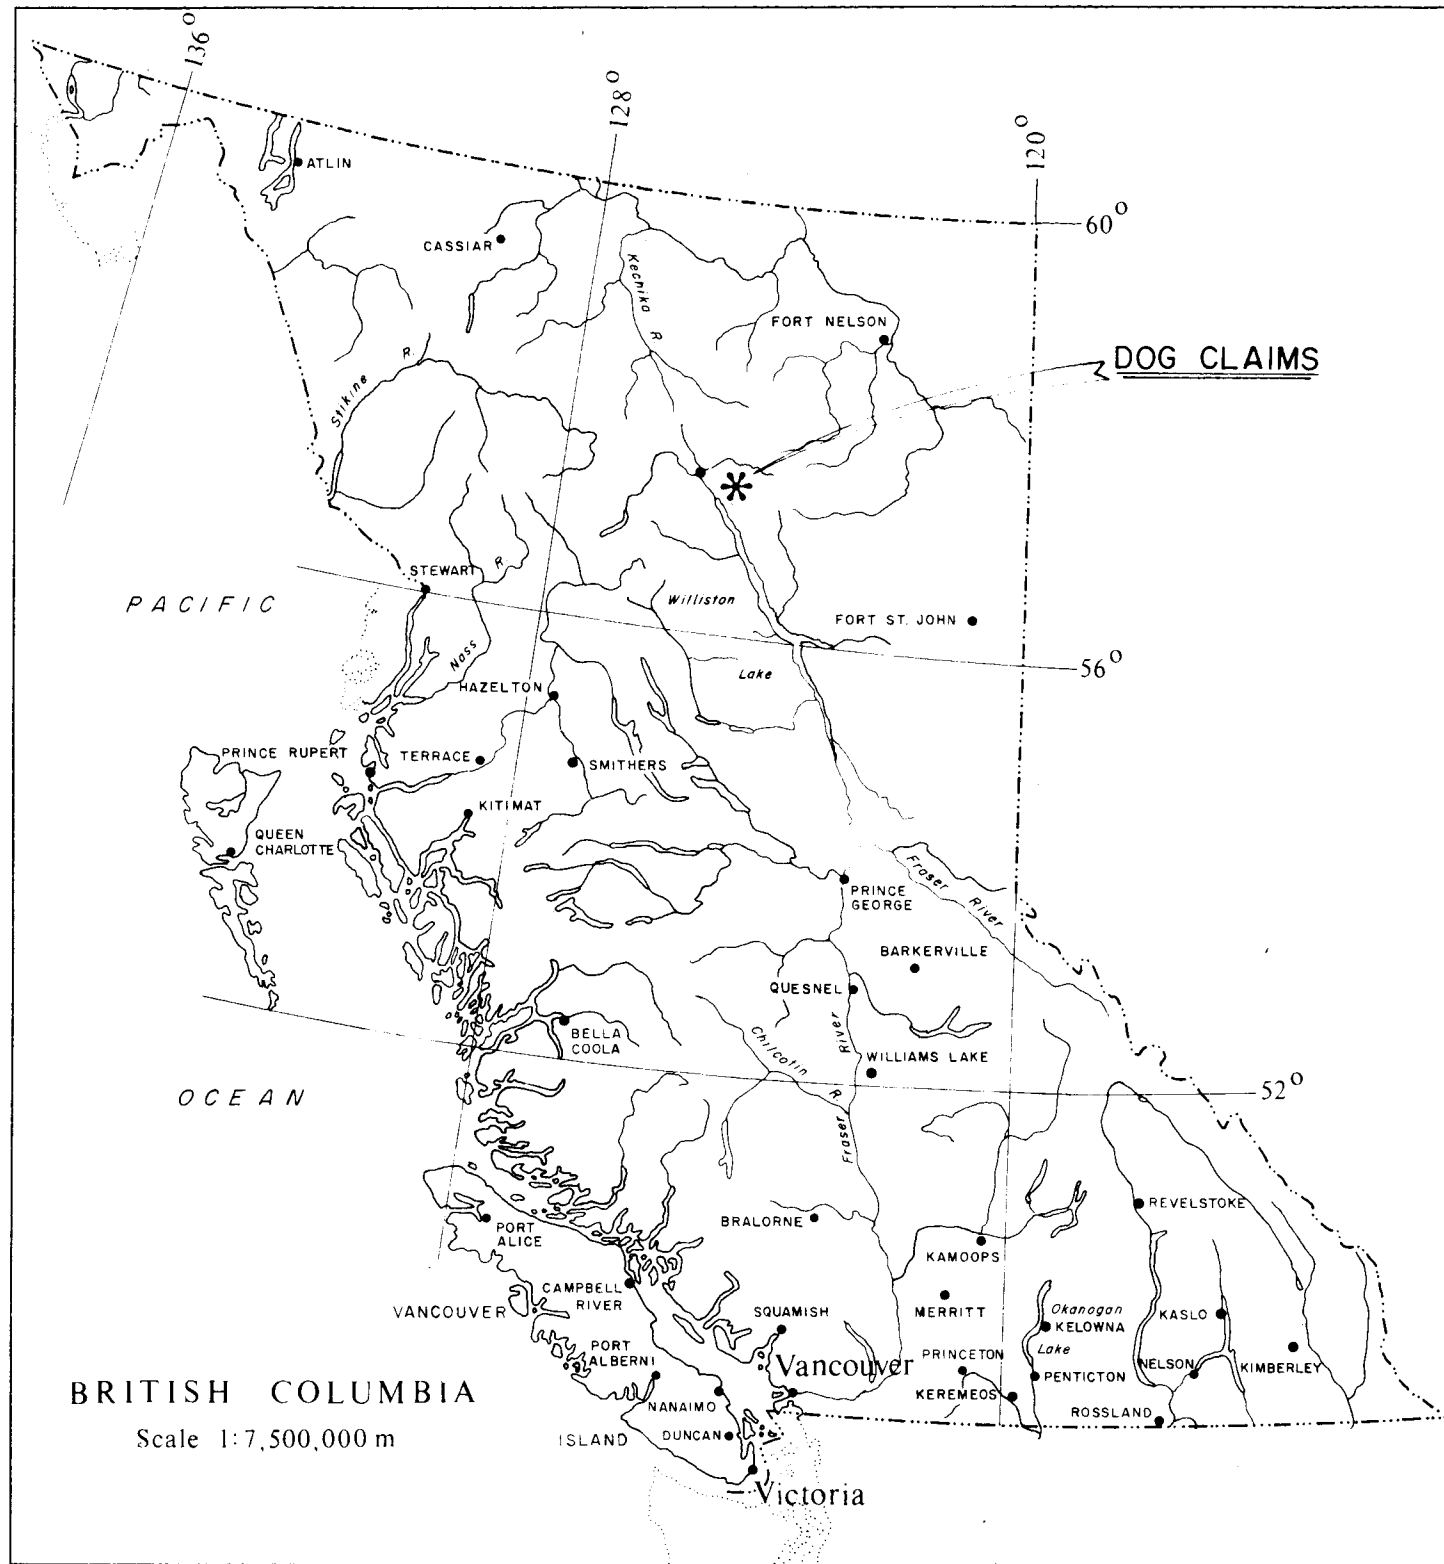 136°
128°
120°
ATLIN
60°
CASSIAR
Kechika R.
FORT NELSON
DOG CLAIMS
Stikine R.
STEWART
R.
PACIFIC
Williston
FORT ST. JOHN
Nass
56°
Lake
HAZELTON
PRINCE RUPERT
TERRACE
SMITHERS
KITIMAT
QUEEN
CHARLOTTE
Fraser River
PRINCE
GEORGE
BARKERVILLE
QUESNEL
BELLA
COOLA
Chilcotin R.
River
WILLIAMS LAKE
OCEAN
52°
Fraser
REVELSTOKE
PORT
ALICE
BRALORNE
KAMOOPS
CAMPBELL
RIVER
VANCOUVER
MERRITT
SQUAMISH
Okanogan
KELOWNA
Lake
KASLO
PORT
ALBERNI
Vancouver
PRINCETON
PENTICTON
NELSON
KIMBERLEY
BRITISH COLUMBIA
NANAIMO
KEREMEOS
ROSSLAND
Scale 1:7,500,000 m
ISLAND
DUNCAN
Victoria